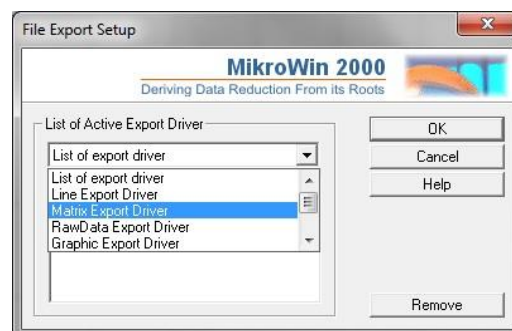 File Export Setup
MikroWin 2000
Deriving Data Reduction From its Roots
List of Active Export Driver
List of export driver
List of export driver
Line Export Driver
Matrix Export Driver
RawData Export Driver
Graphic Export Driver
OK
Cancel
Help
Remove